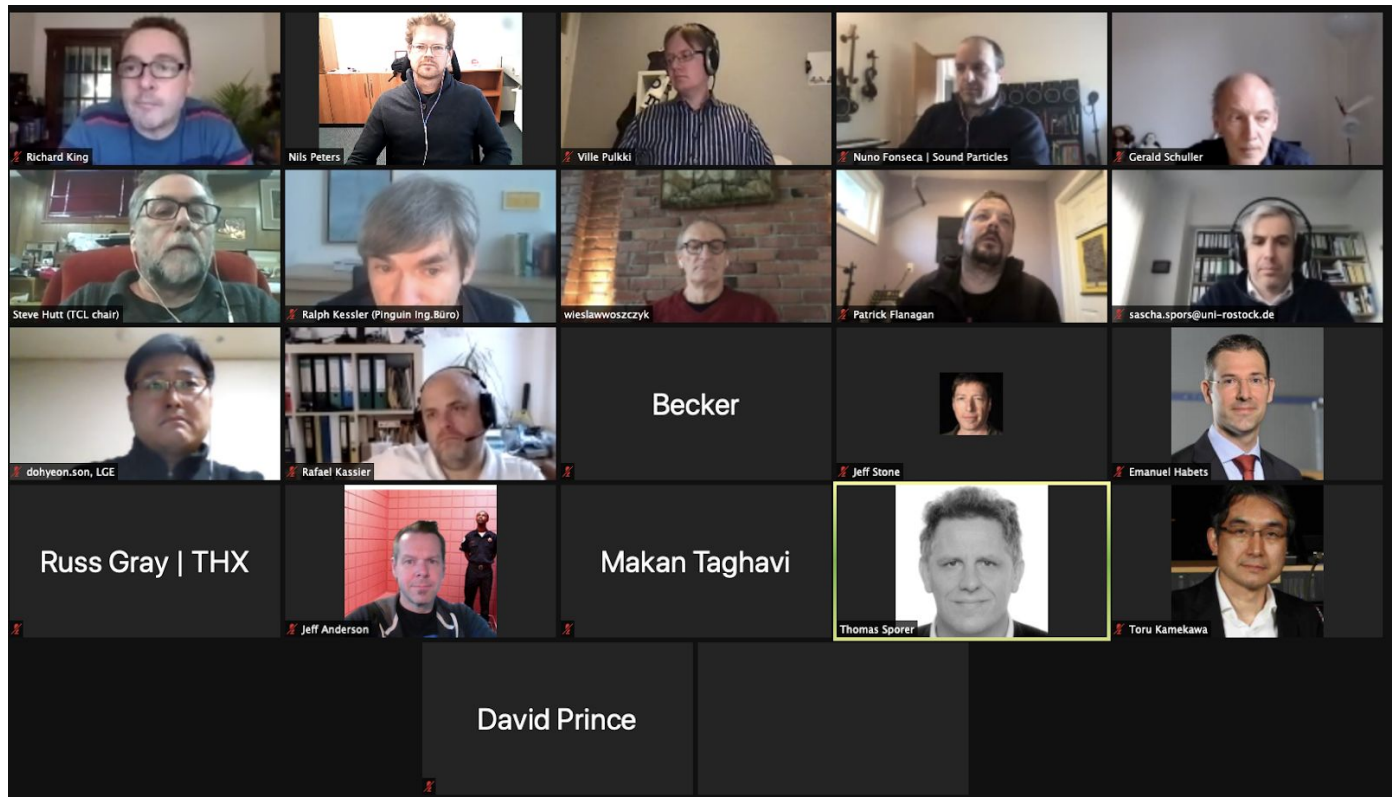 Richard King
Nils Peters
Ville Pulkki
Nuno Fonseca | Sound Particles
Gerald Schuller
Steve Hutt (TCL chair)
Ralph Kessler (Pinguin Ing.Büro)
wieslawwoszczyk
Patrick Flanagan
sascha.spors@uni-rostock.de
dohyeon.son, LGE
Rafael Kassier
Becker
Jeff Stone
Emanuel Habets
Russ Gray | THX
Jeff Anderson
Makan Taghavi
Thomas Sporer
Toru Kamekawa
David Prince